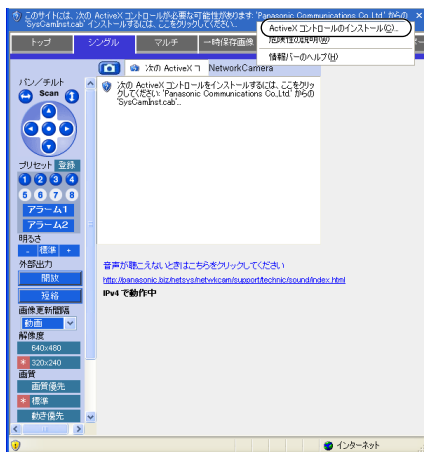 このサイトには、次の ActiveX コントロールが必要な可能性があります: 'Panasonic Communications Co.,Ltd.' からの
'SysCamInst.cab' インストールするには、ここをクリックしてください。
ActiveX コントロールのインストール(C)...
危険性の説明(W)
情報バーのヘルプ(H)
トップ
シングル
マルチ
一時保存画像
次の ActiveX コ
NetworkCamera
パン/チルト
Scan
次の ActiveX コントロールをインストールするには、ここをクリッ
クしてください: 'Panasonic Communications Co.,Ltd.' からの
'SysCamInst.cab'...
プリセット 登録
1 2 3 4
5 6 7 8
アラーム1
アラーム2
明るさ
- 標準 +
外部出力
開放
短絡
音声が聴こえないときはこちらをクリックしてください
http://panasonic.biz/netsys/netwkcam/support/technic/sound/index.html
IPv4 で動作中
画像更新間隔
動画
解像度
640x480
* 320x240
画質
画質優先
* 標準
動き優先
インターネット